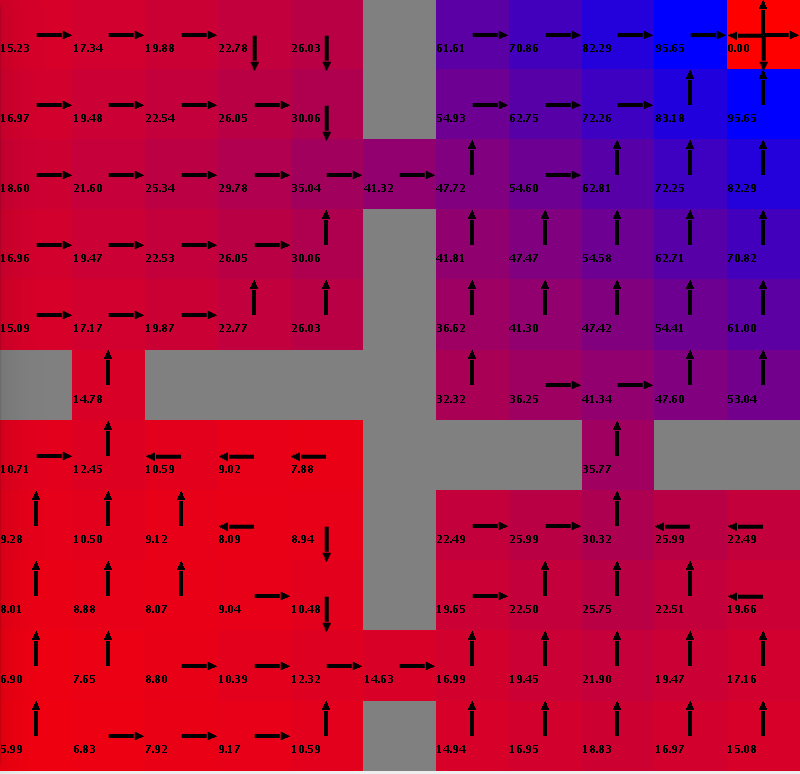 15.23 17.34 19.88 22.78 26.03 61.61 70.86 82.29 95.65 0.00
16.97 19.48 22.54 26.05 30.06 54.93 62.75 72.26 83.18 95.65
18.60 21.60 25.34 29.78 35.04 41.32 47.72 54.60 62.81 72.25 82.29
16.96 19.47 22.53 26.05 30.06 41.81 47.47 54.58 62.71 70.82
15.09 17.17 19.87 22.77 26.03 36.62 41.30 47.42 54.41 61.00
14.78 32.32 36.25 41.34 47.60 53.04
10.71 12.45 10.59 9.02 7.88 35.77
9.28 10.50 9.12 8.09 8.94 22.49 25.99 30.32 25.99 22.49
8.01 8.88 8.07 9.04 10.48 19.65 22.50 25.75 22.51 19.66
6.90 7.65 8.80 10.39 12.32 14.63 16.99 19.45 21.90 19.47 17.16
5.99 6.83 7.92 9.17 10.59 14.94 16.95 18.83 16.97 15.08